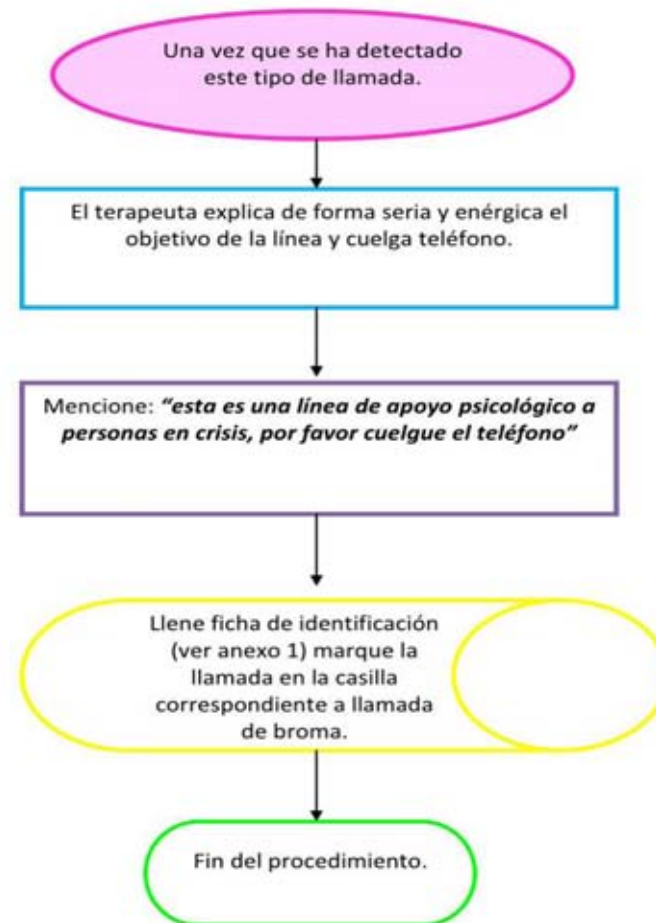 Una vez que se ha detectado
este tipo de llamada.
El terapeuta explica de forma seria y enérgica el
objetivo de la línea y cuelga teléfono.
Mencione: “esta es una línea de apoyo psicológico a
personas en crisis, por favor cuelgue el teléfono”
Llene ficha de identificación
(ver anexo 1) marque la
llamada en la casilla
correspondiente a llamada
de broma.
Fin del procedimiento.